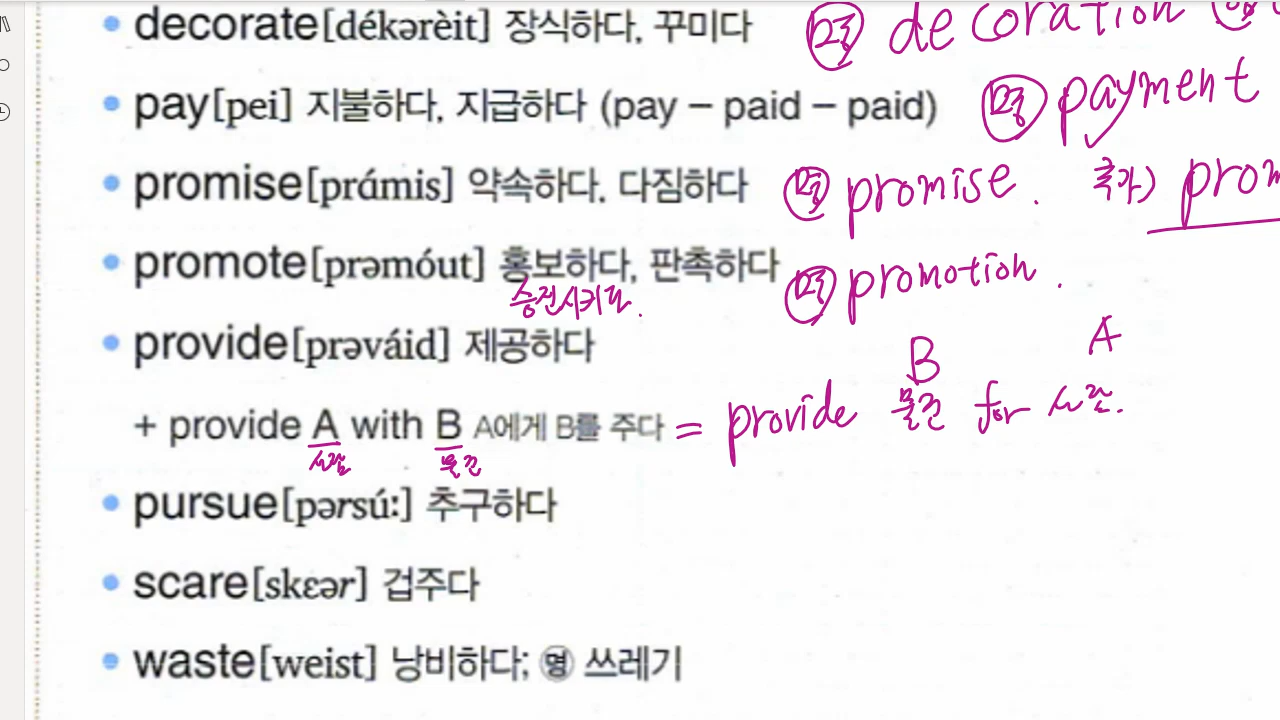 decorate[dékərèit] 장식하다, 꾸미다 명 decoration
pay[pei] 지불하다, 지급하다 (pay – paid – paid) 명 payment
promise[prámis] 약속하다, 다짐하다 명 promise. 추가) prom
promote[prəmóut] 홍보하다, 판촉하다 명 promotion.
승진시키다.
provide[prəváid] 제공하다
B A
+ provide A with B A에게 B를 주다 = provide 물건 for 사람.
사람 물건
pursue[pərsú:] 추구하다
scare[skɛər] 겁주다
waste[weist] 낭비하다; 명 쓰레기